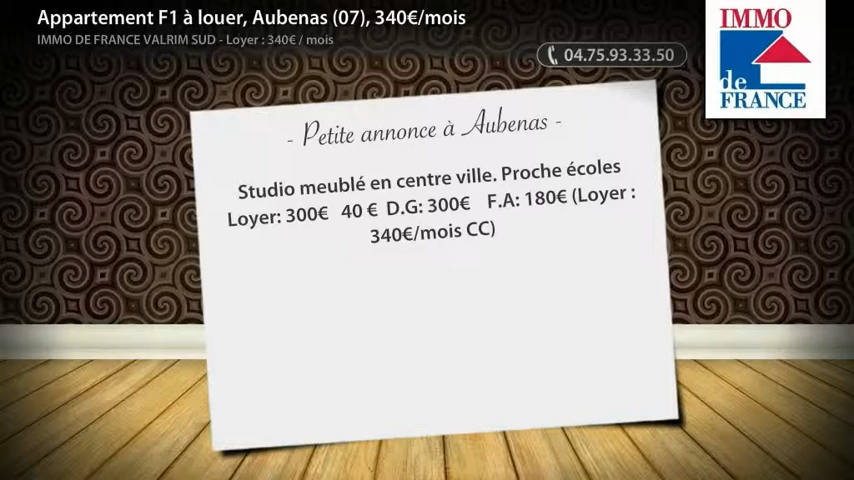 Appartement F1 à louer, Aubenas (07), 340€/mois
IMMO DE FRANCE VALRIM SUD - Loyer : 340€ / mois
04.75.93.33.50
IMMO
de
FRANCE
- Petite annonce à Aubenas -
Studio meublé en centre ville. Proche écoles
Loyer: 300€ 40 € D.G: 300€ F.A: 180€ (Loyer :
340€/mois CC)